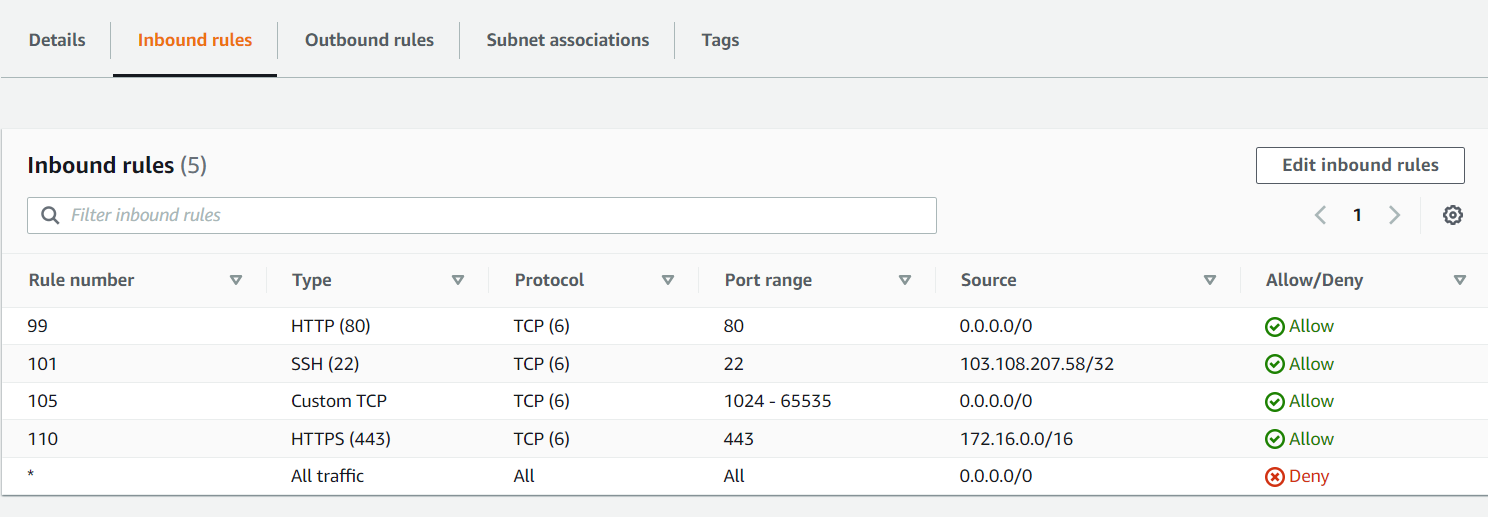 Details Inbound rules Outbound rules Subnet associations Tags
Inbound rules (5) Edit inbound rules
Filter inbound rules 1
Rule number Type Protocol Port range Source Allow/Deny
99 HTTP (80) TCP (6) 80 0.0.0.0/0 Allow
101 SSH (22) TCP (6) 22 103.108.207.58/32 Allow
105 Custom TCP TCP (6) 1024 - 65535 0.0.0.0/0 Allow
110 HTTPS (443) TCP (6) 443 172.16.0.0/16 Allow
* All traffic All All 0.0.0.0/0 Deny